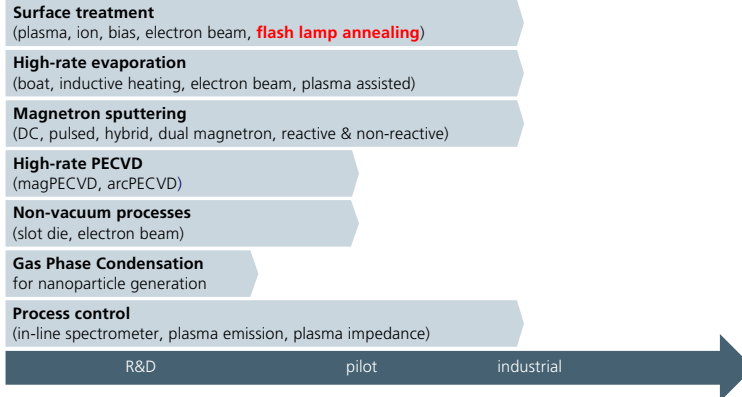 Surface treatment
(plasma, ion, bias, electron beam, flash lamp annealing)
High-rate evaporation
(boat, inductive heating, electron beam, plasma assisted)
Magnetron sputtering
(DC, pulsed, hybrid, dual magnetron, reactive & non-reactive)
High-rate PECVD
(magPECVD, arcPECVD)
Non-vacuum processes
(slot die, electron beam)
Gas Phase Condensation
for nanoparticle generation
Process control
(in-line spectrometer, plasma emission, plasma impedance)
R&D pilot industrial